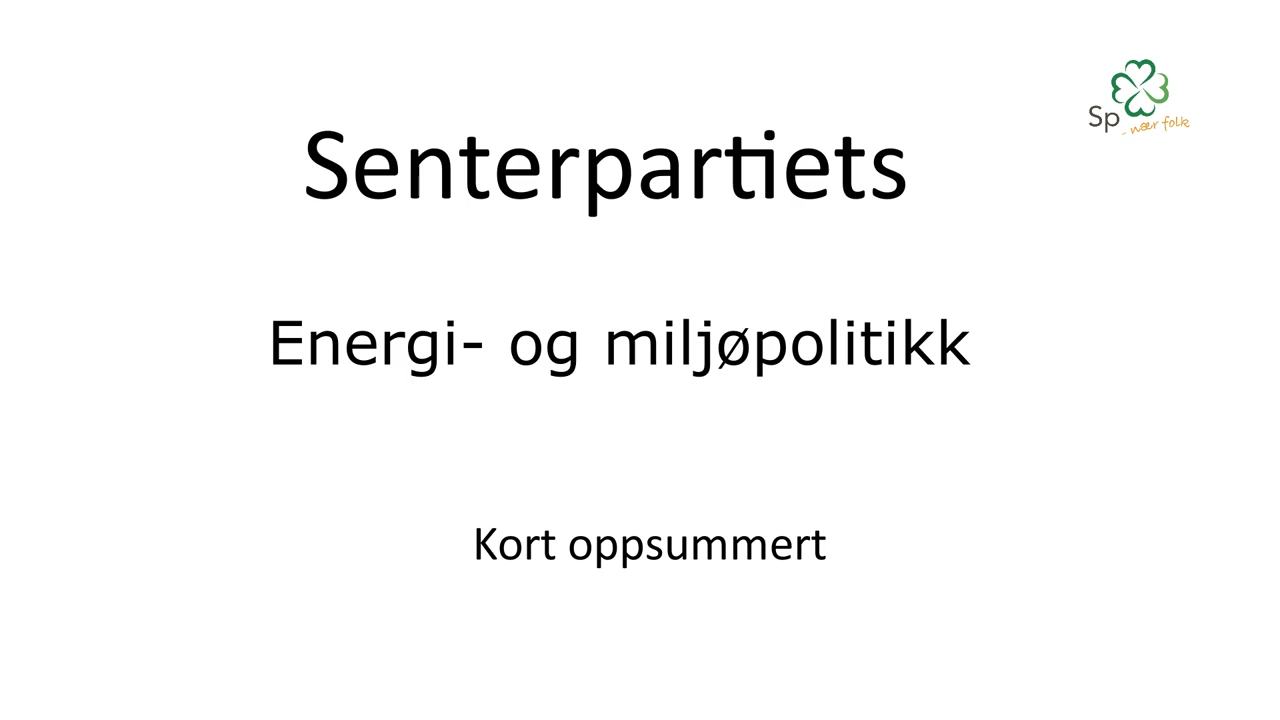 Sp
- nær folk
Senterpartiets
Energi- og miljøpolitikk
Kort oppsummert